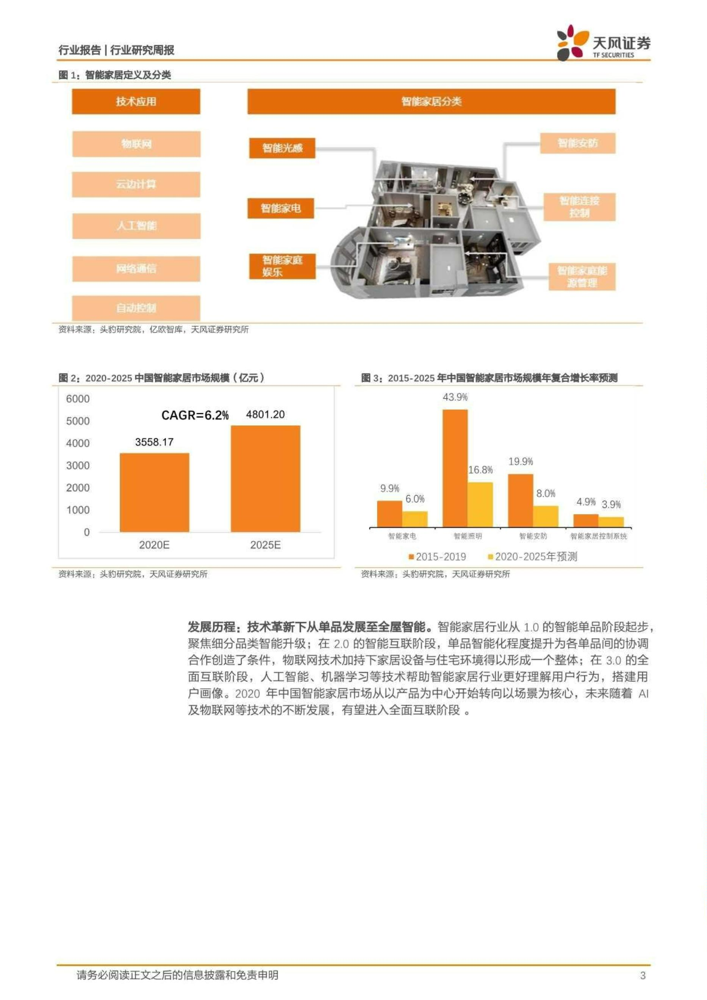 行业报告 | 行业研究周报
天风证券
TF SECURITIES
图 1：智能家居定义及分类
技术应用
智能家居分类
物联网
云边计算
人工智能
网络通信
自动控制
智能光感
智能家电
智能家庭
娱乐
智能安防
智能连接
控制
智能家庭能
源管理
资料来源：头豹研究院，亿欧智库，天风证券研究所
图 2：2020-2025 中国智能家居市场规模（亿元）
6000
5000
4000
3000
2000
1000
0
CAGR=6.2%
3558.17
4801.20
2020E
2025E
资料来源：头豹研究院，天风证券研究所
图 3：2015-2025 年中国智能家居市场规模年复合增长率预测
9.9%
6.0%
43.9%
16.8%
19.9%
8.0%
4.9%
3.9%
智能家电
智能照明
智能安防
智能家居控制系统
2015-2019
2020-2025年预测
资料来源：头豹研究院，天风证券研究所
发展历程：技术革新下从单品发展至全屋智能。智能家居行业从 1.0 的智能单品阶段起步，
聚焦细分品类智能升级；在 2.0 的智能互联阶段，单品智能化程度提升为各单品间的协调
合作创造了条件，物联网技术加持下家居设备与住宅环境得以形成一个整体；在 3.0 的全
面互联阶段，人工智能、机器学习等技术帮助智能家居行业更好理解用户行为，搭建用
户画像。2020 年中国智能家居市场从以产品为中心开始转向以场景为核心，未来随着 AI
及物联网等技术的不断发展，有望进入全面互联阶段 。
请务必阅读正文之后的信息披露和免责申明
3